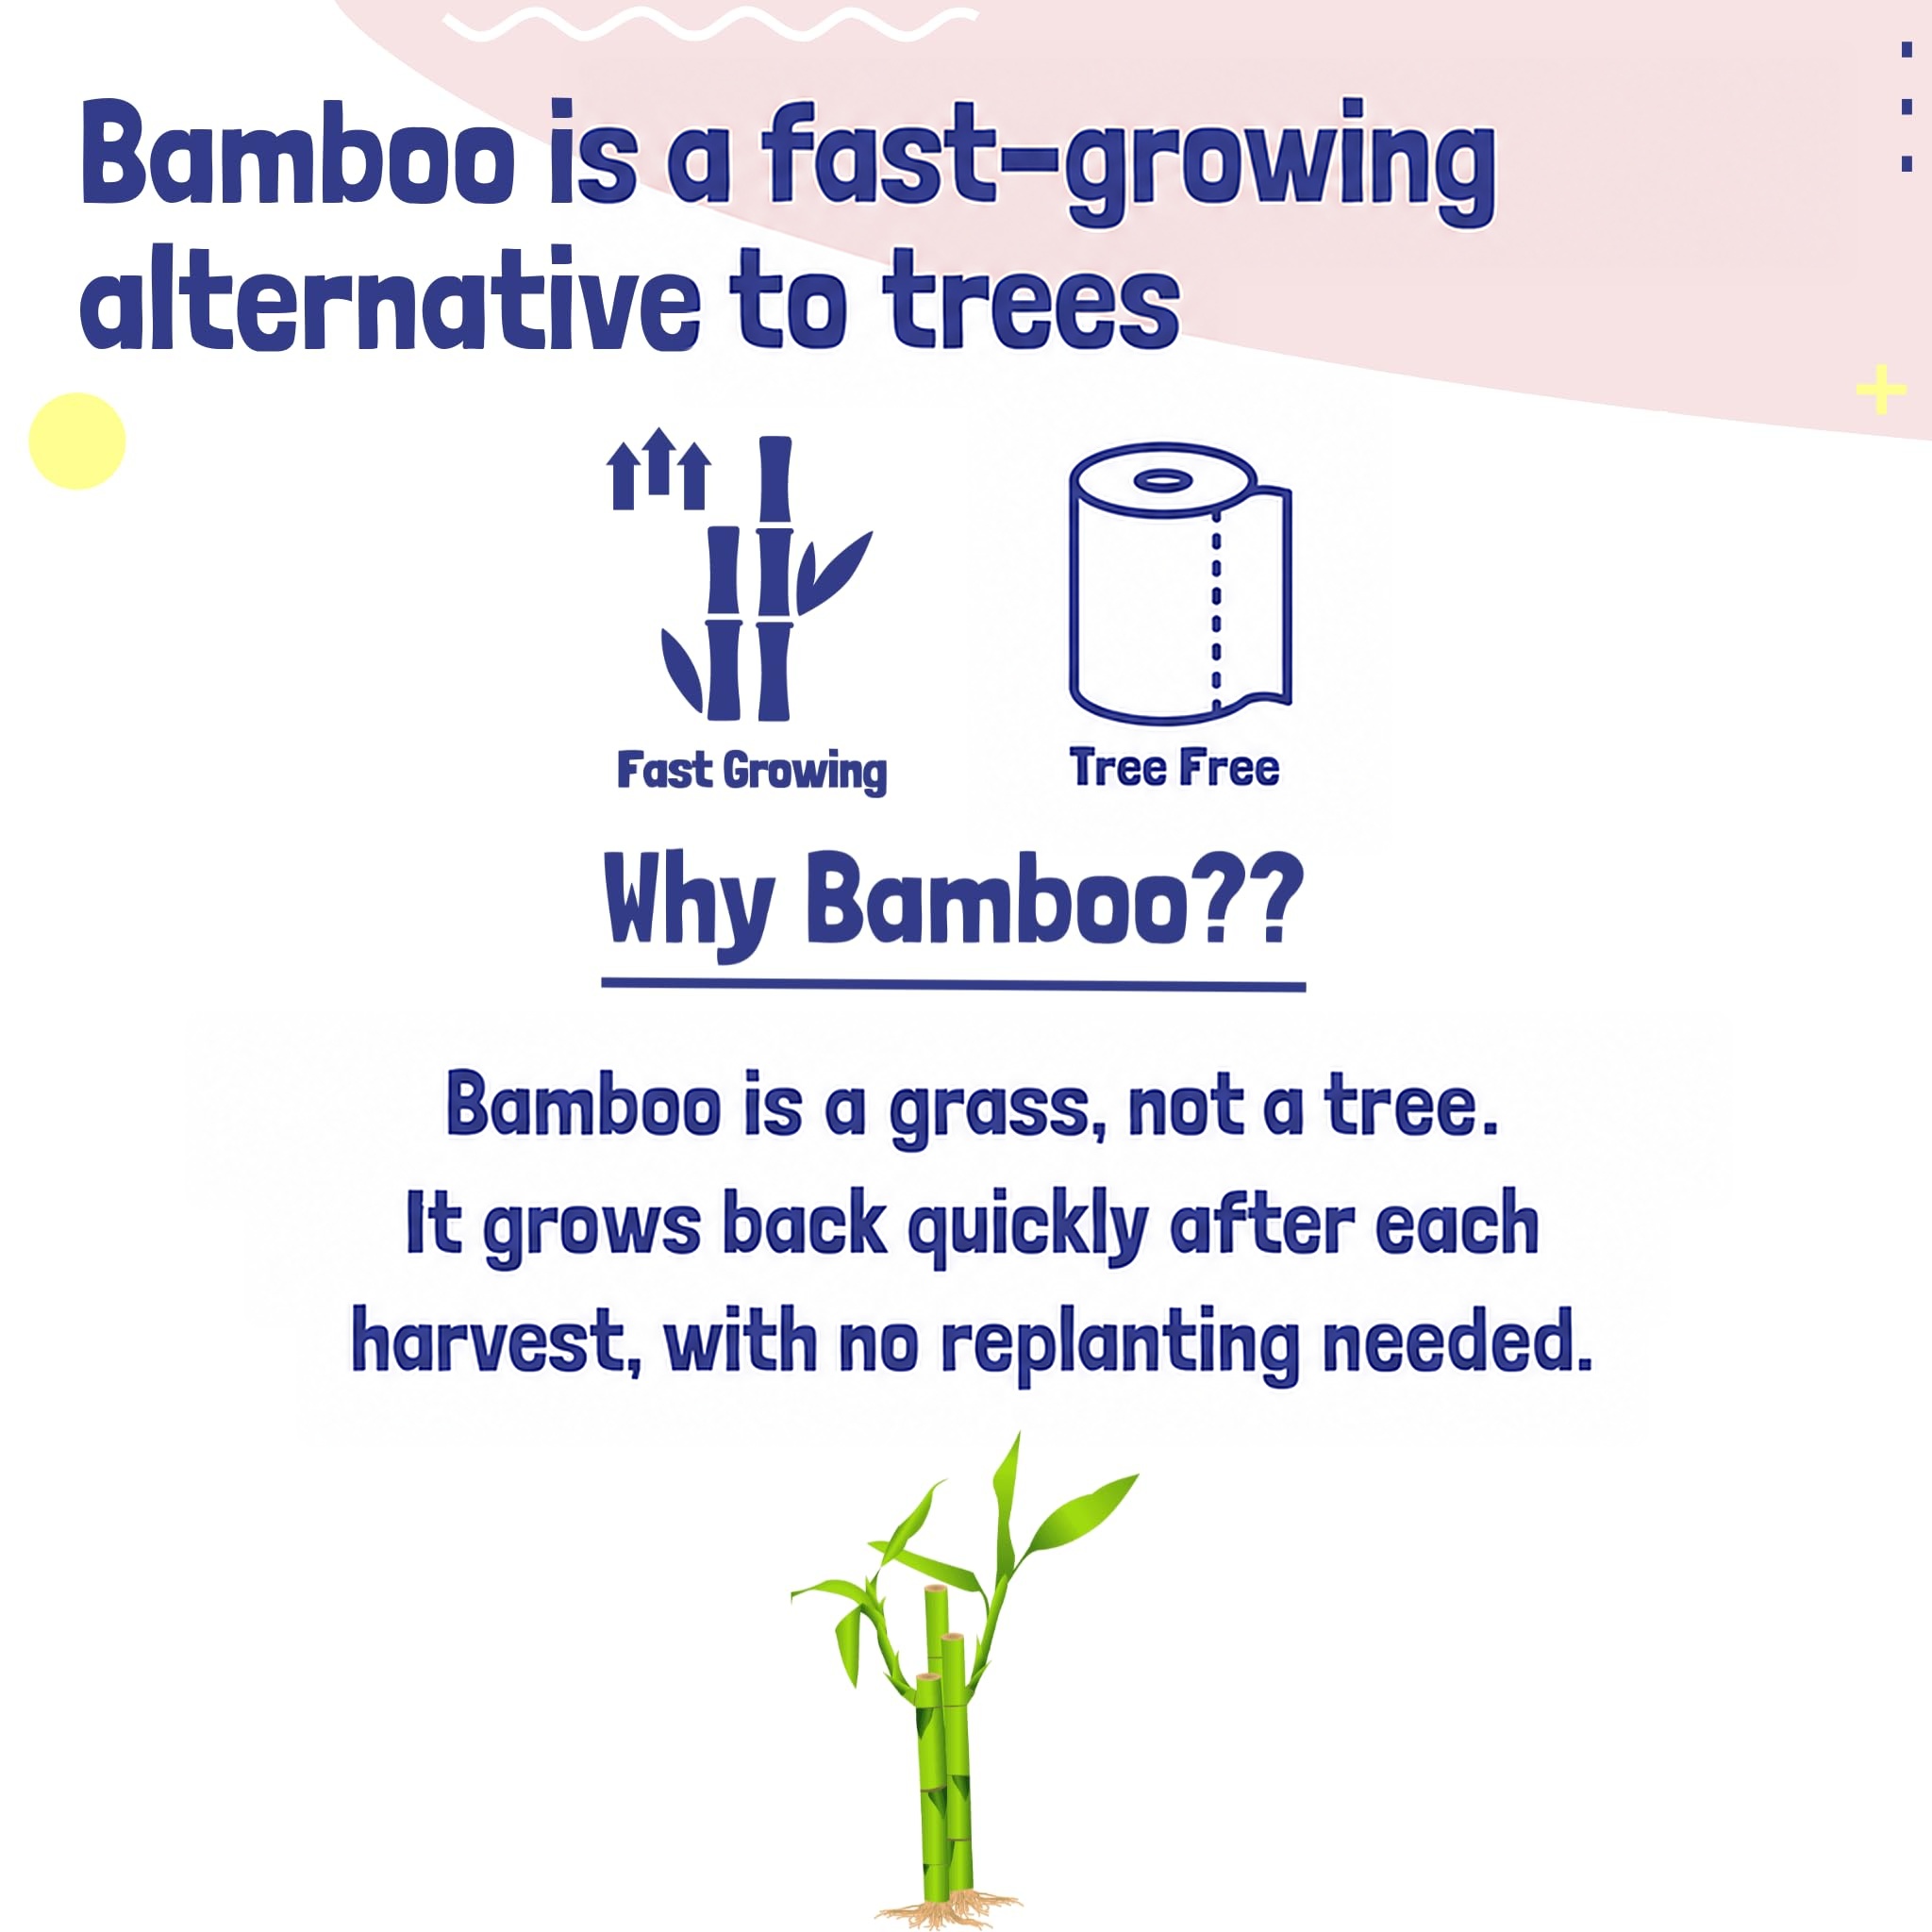 Bamboo is a fast-growing
alternative to trees
Fast Growing
Tree Free
Why Bamboo??
Bamboo is a grass, not a tree.
It grows back quickly after each
harvest, with no replanting needed.